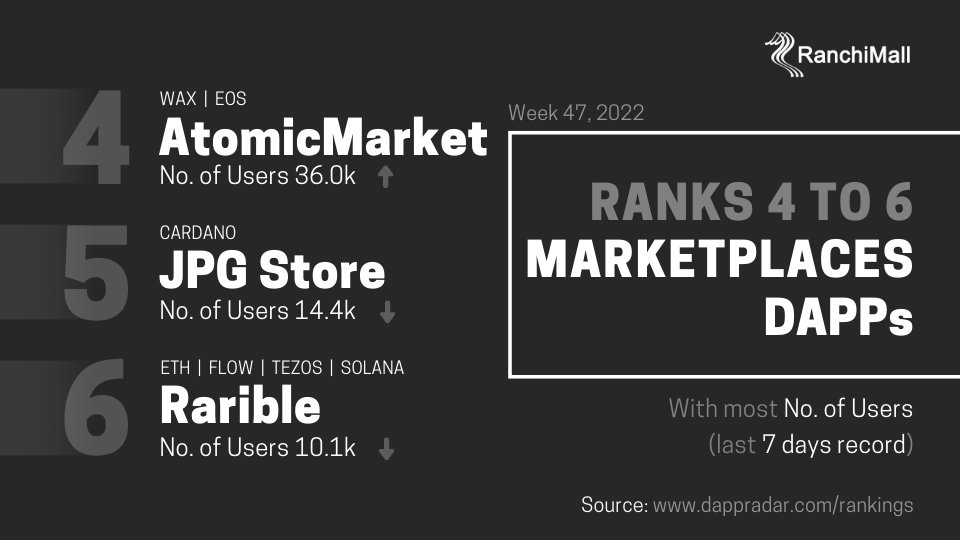 RanchiMall
4
WAX | EOS
AtomicMarket
No. of Users 36.0k
5
CARDANO
JPG Store
No. of Users 14.4k
6
ETH | FLOW | TEZOS | SOLANA
Rarible
No. of Users 10.1k
Week 47, 2022
RANKS 4 TO 6
MARKETPLACES
DAPPs
With most No. of Users
(last 7 days record)
Source: www.dappradar.com/rankings